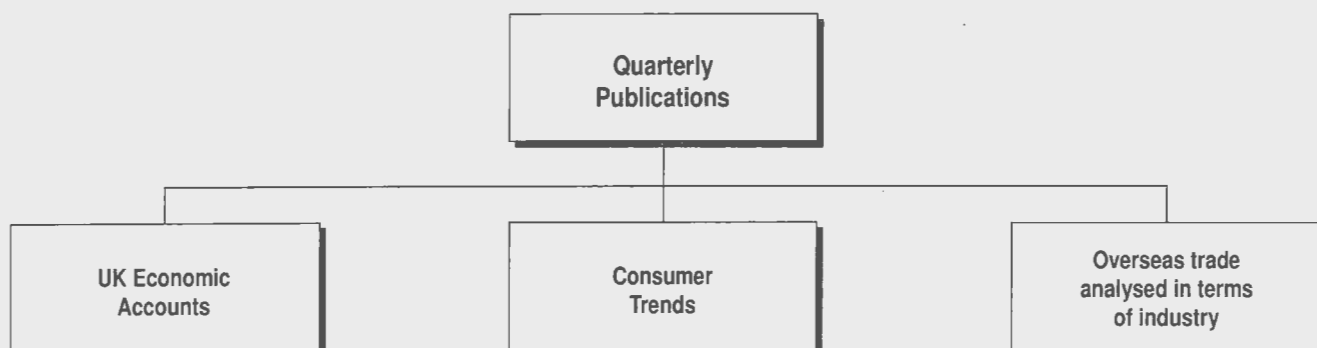 Quarterly
Publications
UK Economic
Accounts
Consumer
Trends
Overseas trade
analysed in terms
of industry